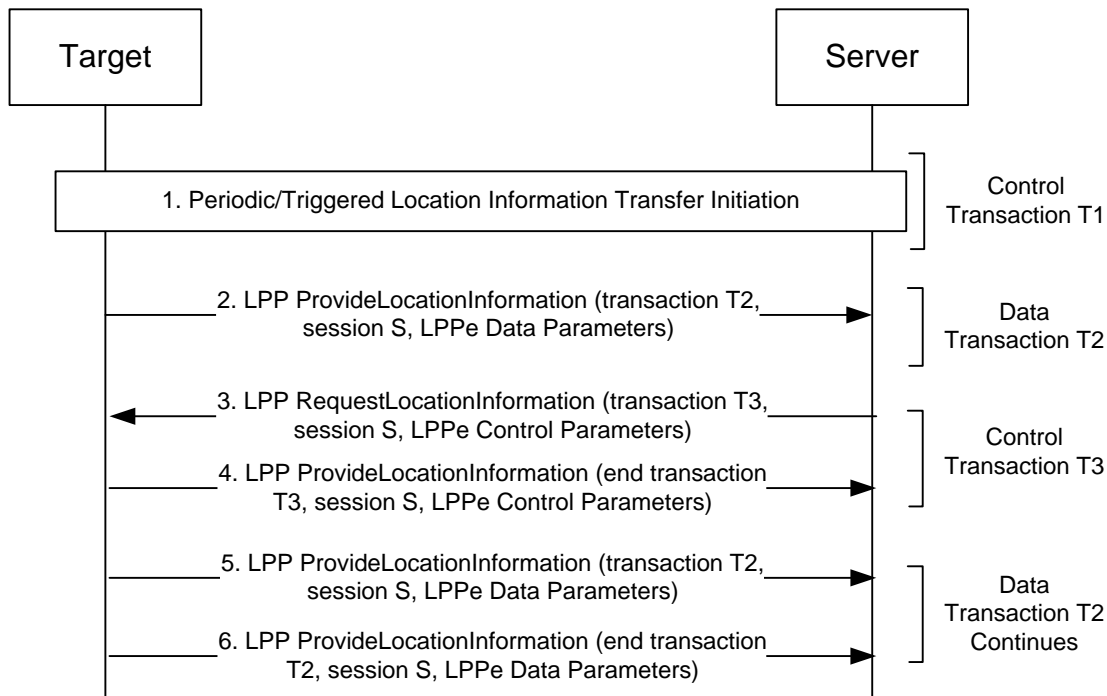 Target
Server
1. Periodic/Triggered Location Information Transfer Initiation
Control
Transaction T1
2. LPP ProvideLocationInformation (transaction T2,
session S, LPPe Data Parameters)
Data
Transaction T2
3. LPP RequestLocationInformation (transaction T3,
session S, LPPe Control Parameters)
Control
Transaction T3
4. LPP ProvideLocationInformation (end transaction
T3, session S, LPPe Control Parameters)
5. LPP ProvideLocationInformation (transaction T2,
session S, LPPe Data Parameters)
Data
Transaction T2
Continues
6. LPP ProvideLocationInformation (end transaction
T2, session S, LPPe Data Parameters)